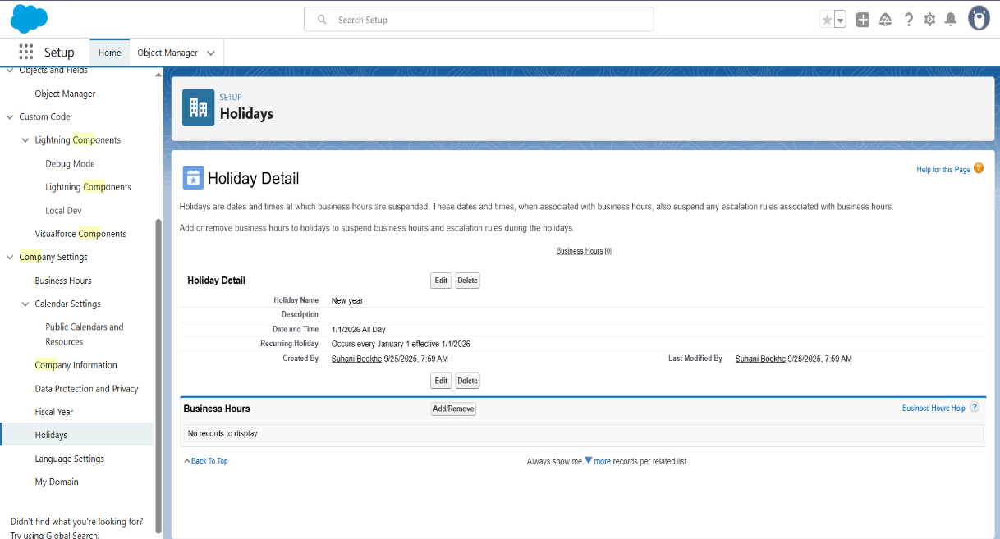 Search Setup
Setup
Home
Object Manager
Objects and Fields
Object Manager
Custom Code
Lightning Components
Debug Mode
Lightning Components
Local Dev
Visualforce Components
Company Settings
Business Hours
Calendar Settings
Public Calendars and
Resources
Company Information
Data Protection and Privacy
Fiscal Year
Holidays
Language Settings
My Domain
Didn't find what you're looking for?
Try using Global Search.
SETUP
Holidays
Holiday Detail
Help for this Page ?
Holidays are dates and times at which business hours are suspended. These dates and times, when associated with business hours, also suspend any escalation rules associated with business hours.
Add or remove business hours to holidays to suspend business hours and escalation rules during the holidays.
Business Hours [0]
Holiday Detail Edit Delete
Holiday Name New year
Description
Date and Time 1/1/2026 All Day
Recurring Holiday Occurs every January 1 effective 1/1/2026
Created By Suhani Bodkhe 9/25/2025, 7:59 AM Last Modified By Suhani Bodkhe 9/25/2025, 7:59 AM
Edit Delete
Business Hours Add/Remove Business Hours Help ?
No records to display
Back To Top Always show me more records per related list